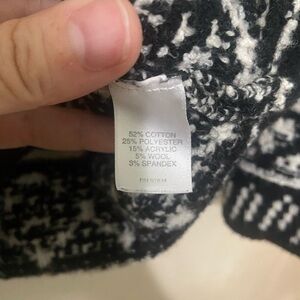 52% COTTON
25% POLYESTER
15% ACRYLIC
5% WOOL
3% SPANDEX